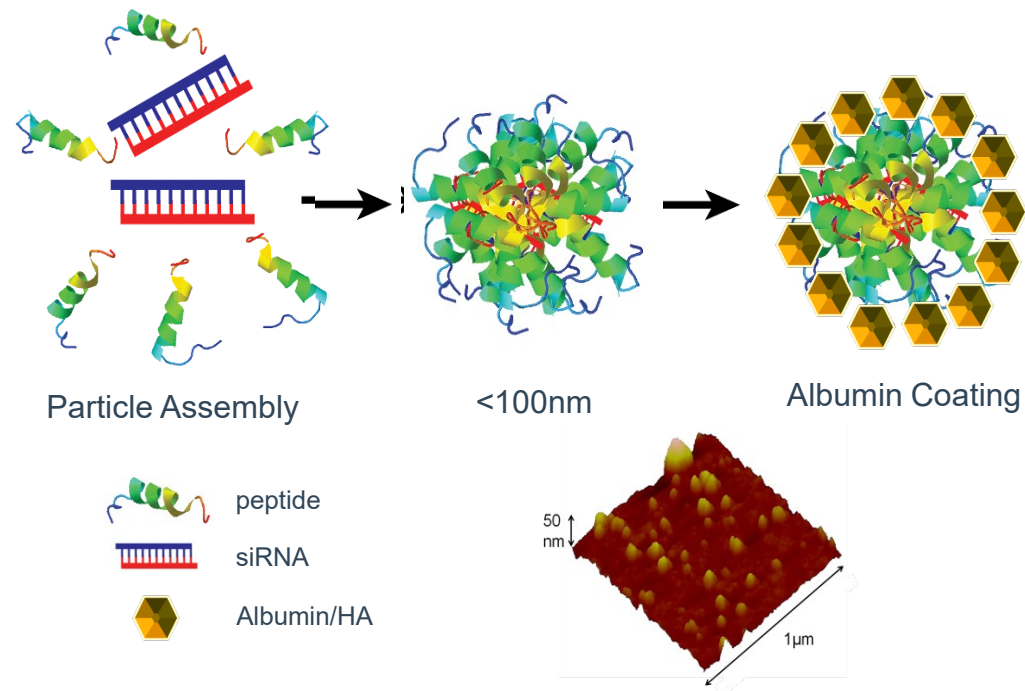 Particle Assembly
<100nm
Albumin Coating
peptide
siRNA
Albumin/HA
50
nm
1µm